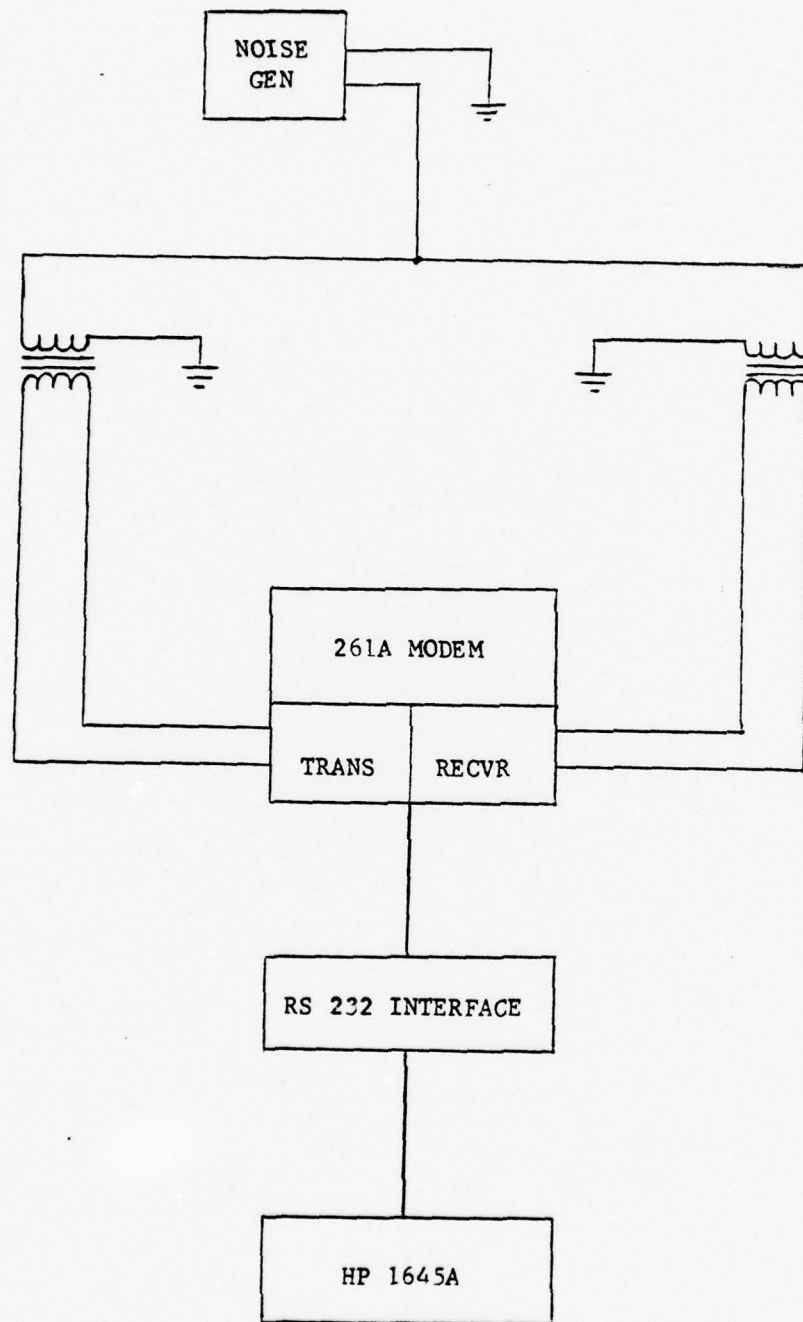 NOISE
GEN
261A MODEM
TRANS
RECVR
RS 232 INTERFACE
HP 1645A